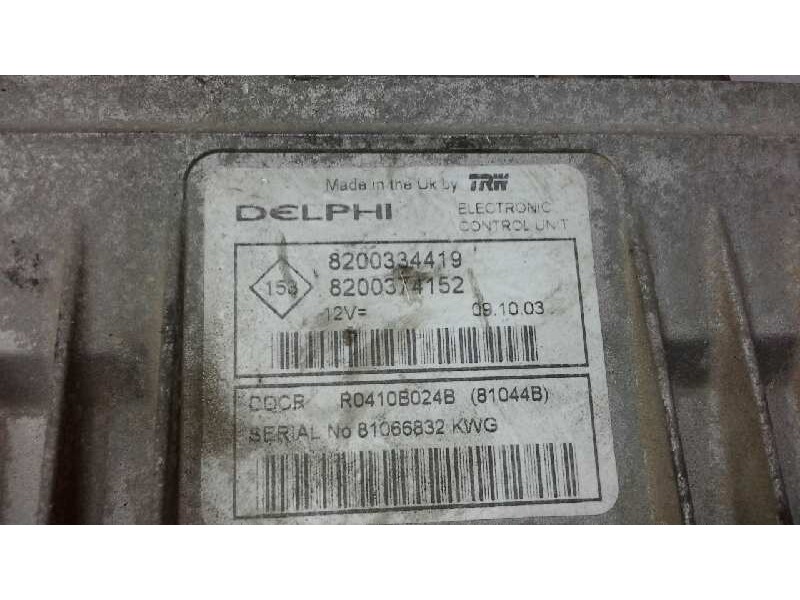 Made in the Uk by TRW
DELPHI ELECTRONIC
CONTROL UNIT
8200334419
8200374152
12V= 09.10.03
DDCR R0410B024B (81044B)
SERIAL No 81066832 KWG